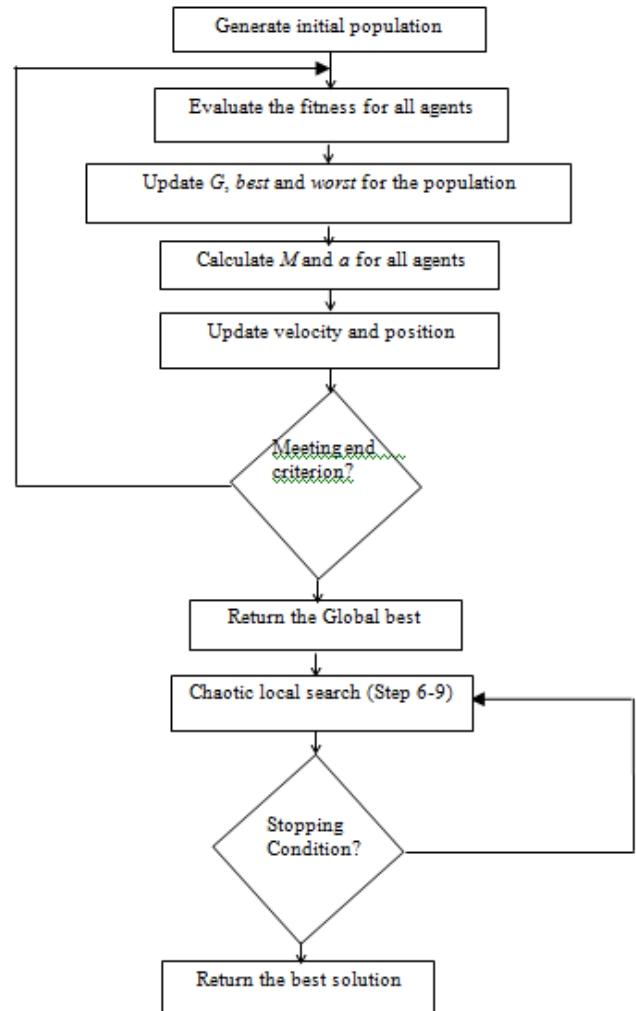 Generate initial population
Evaluate the fitness for all agents
Update G, best and worst for the population
Calculate M and a for all agents
Update velocity and position
Meeting end
criterion?
Return the Global best
Chaotic local search (Step 6-9)
Stopping
Condition?
Return the best solution